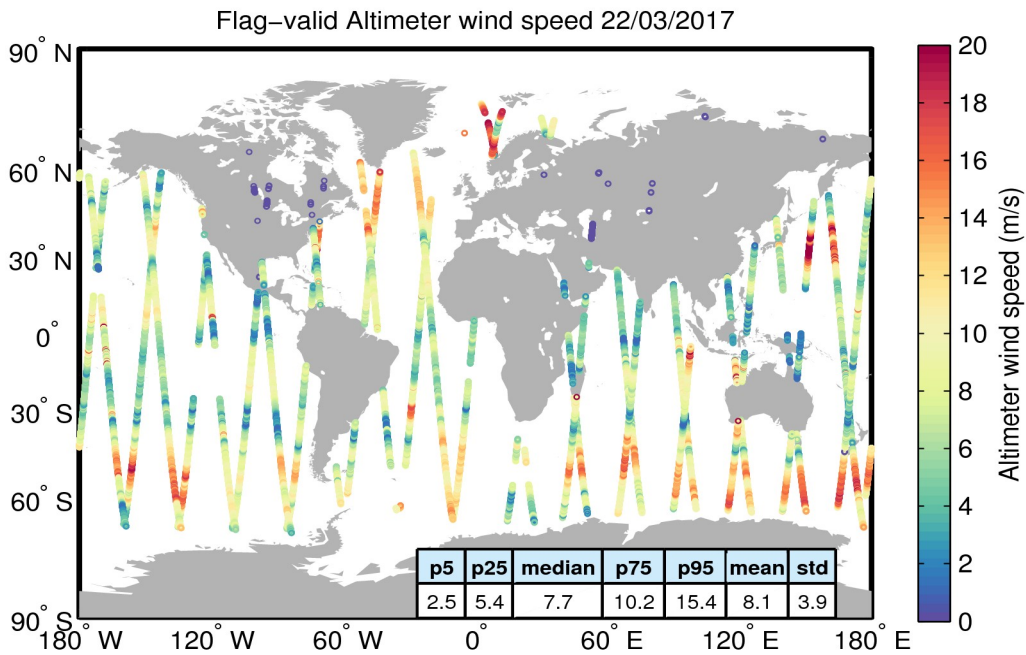 Flag−valid Altimeter wind speed 22/03/2017
90° N
60° N
30° N
0°
30° S
60° S
90° S
180° W
120° W
60° W
0°
60° E
120° E
180° E
20
18
16
14
12
10
8
6
4
2
0
Altimeter wind speed (m/s)
p5 p25 median p75 p95 mean std
2.5 5.4 7.7 10.2 15.4 8.1 3.9